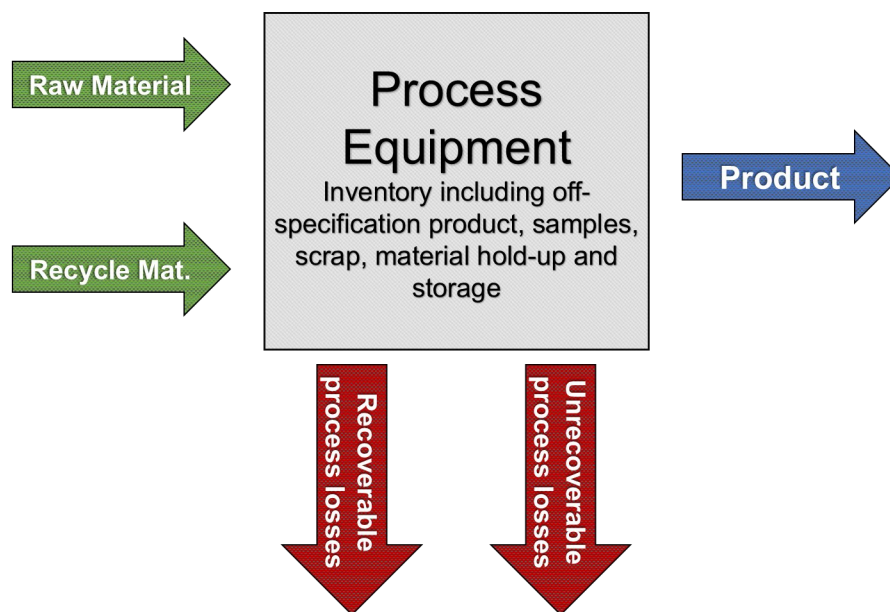 Raw Material
Recycle Mat.
Process
Equipment
Inventory including off-
specification product, samples,
scrap, material hold-up and
storage
Product
Recoverable
process losses
Unrecoverable
process losses